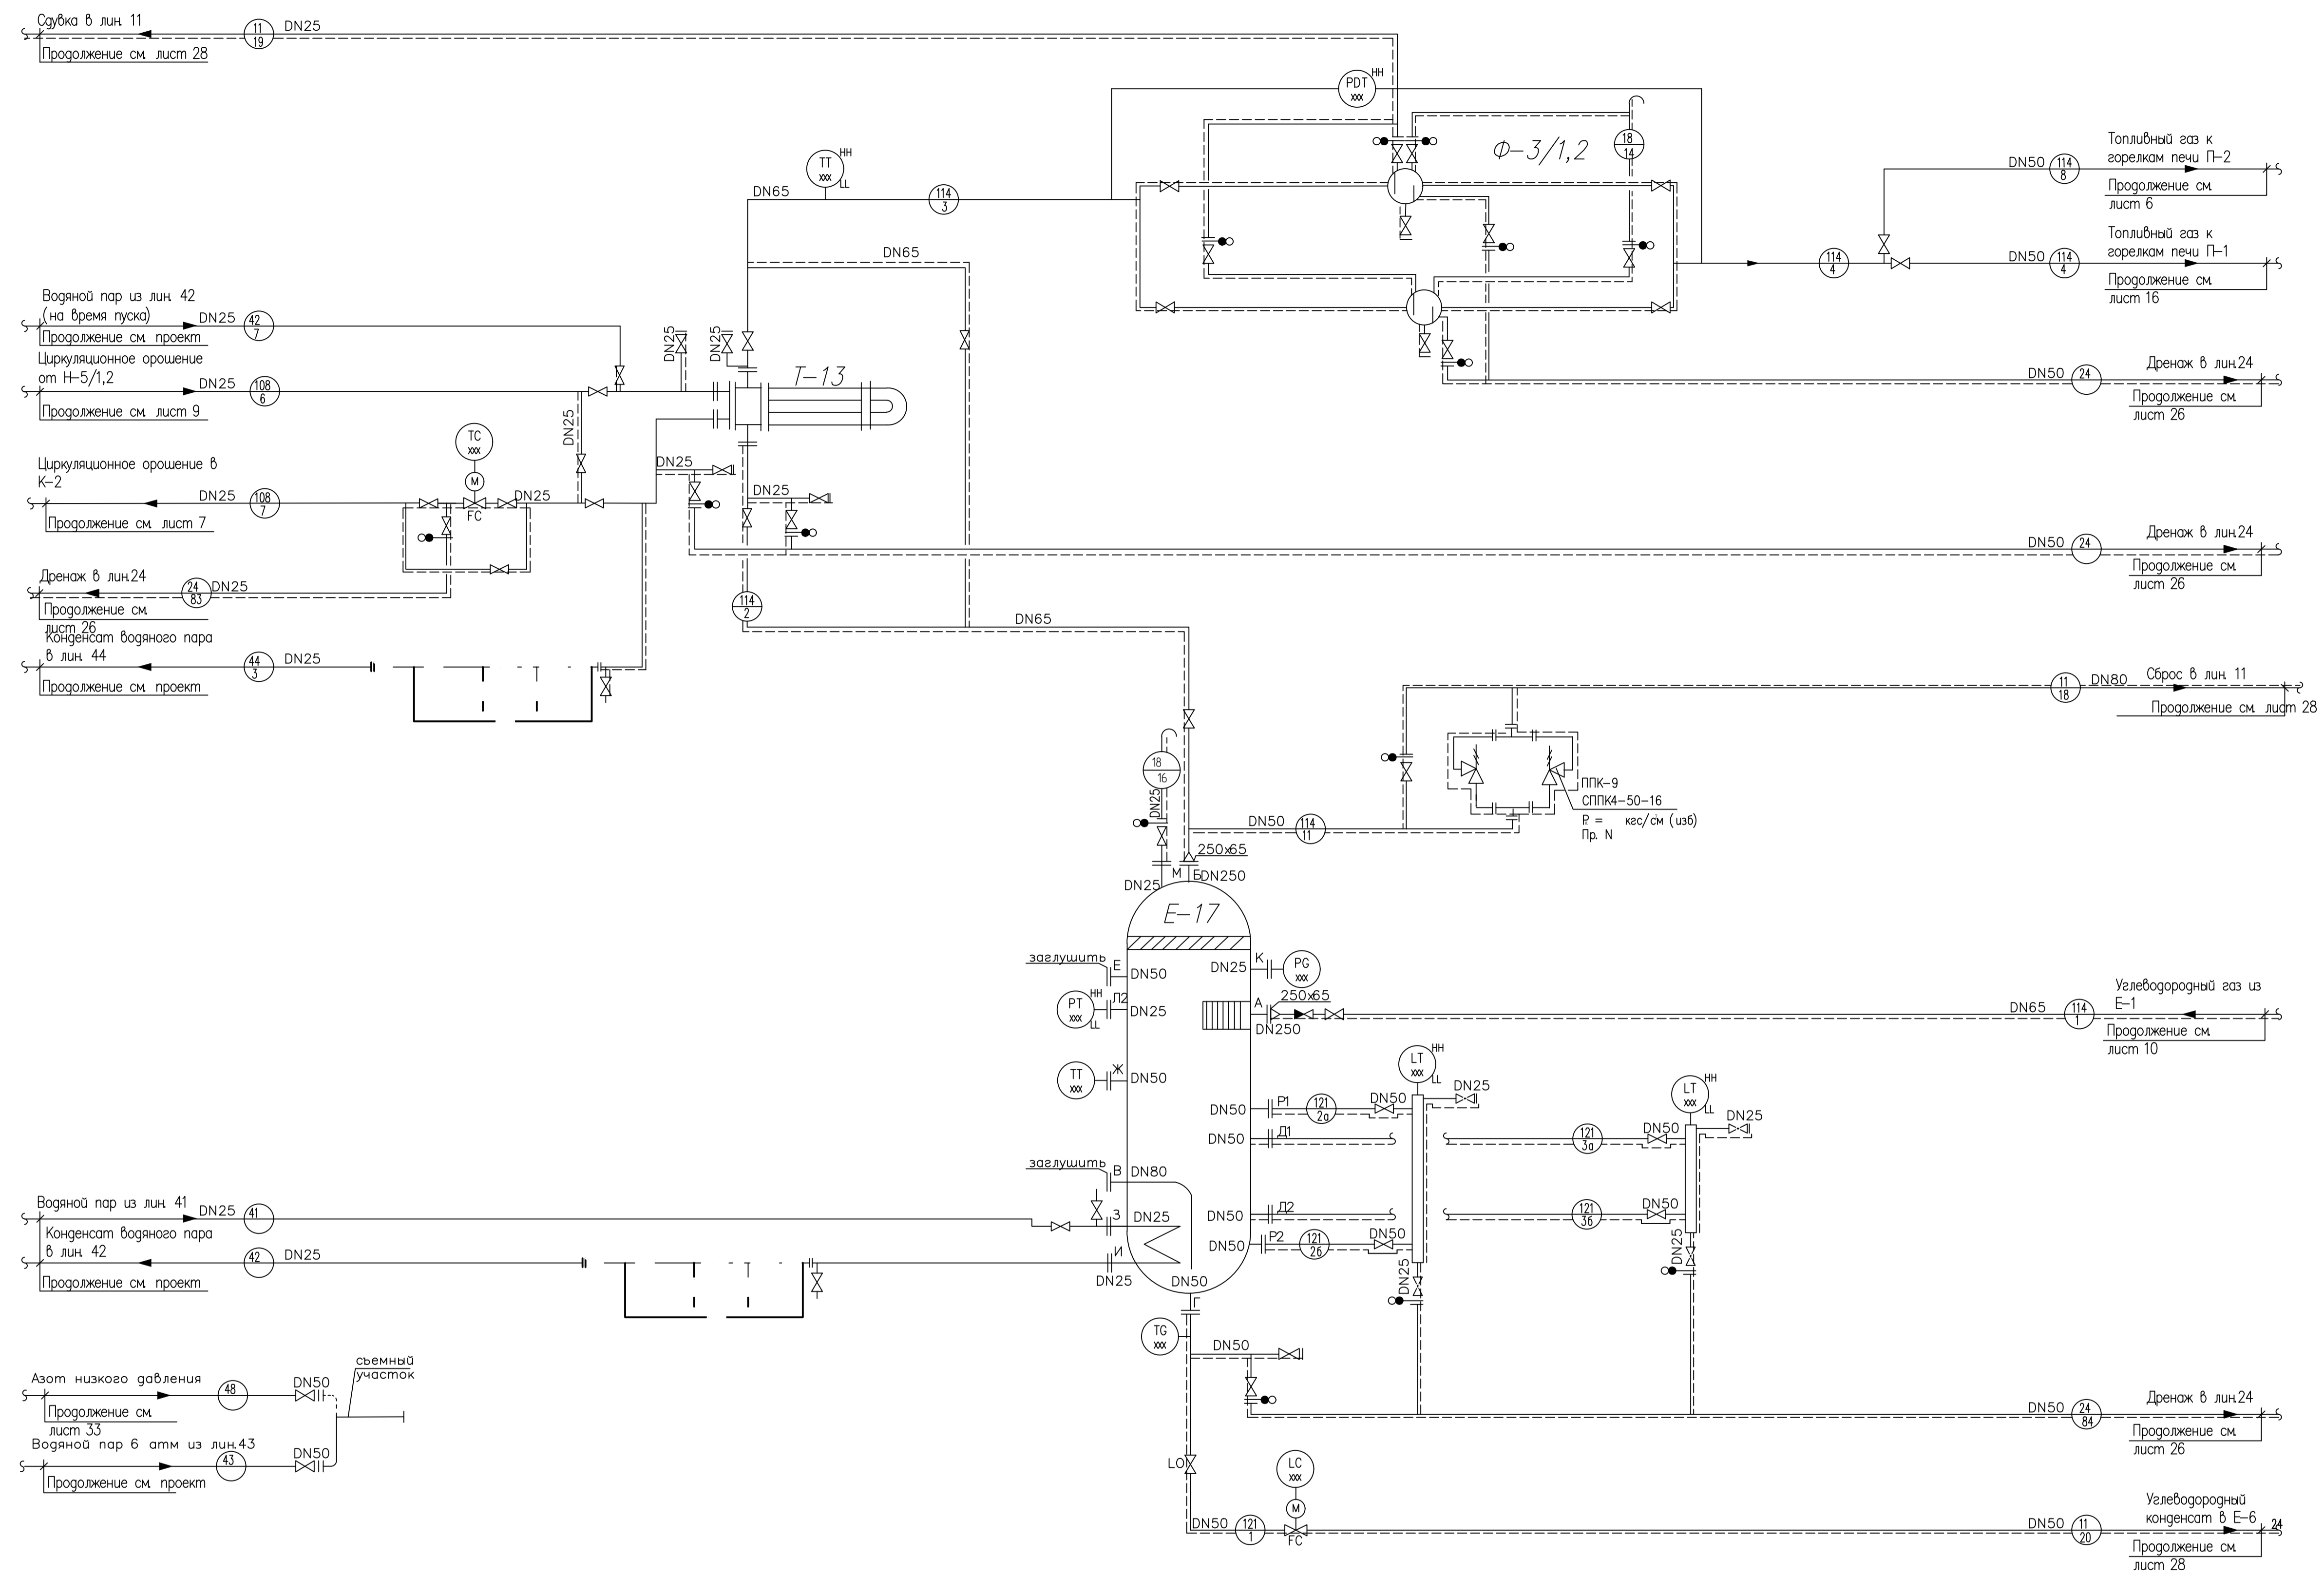 Сдувка в лин. 11
11
19
DN25
Продолжение см. лист 28
PDT
XXX
HH
Ф-3/1,2
18
14
TT
XXX
HH
LL
DN65
114
3
DN65
Топливный газ к
горелкам печи П-2
DN50
114
8
Продолжение см.
лист 6
Топливный газ к
горелкам печи П-1
114
4
DN50
114
4
Продолжение см.
лист 16
Водяной пар из лин. 42
(на время пуска)
DN25
42
7
Продолжение см. проект
Циркуляционное орошение
от Н-5/1,2
DN25
108
6
Продолжение см. лист 9
DN25
DN25
Т-13
DN25
TC
XXX
M
FC
DN25
Циркуляционное орошение в
К-2
DN25
108
7
Продолжение см. лист 7
DN25
DN25
DN50
24
Дренаж в лин.24
Продолжение см.
лист 26
DN50
24
Дренаж в лин.24
Продолжение см.
лист 26
Дренаж в лин.24
24
83
DN25
Продолжение см.
лист 26
114
2
DN65
Конденсат водяного пара
в лин. 44
44
3
DN25
Продолжение см. проект
11
18
DN80
Сброс в лин. 11
Продолжение см. лист 28
18
16
DN25
DN50
114
11
ППК-9
СППК4-50-16
Р = кгс/см (изб)
Пр. N
250x65
М
Б
DN250
DN25
Е-17
заглушить
Е
DN50
PT
XXX
HH
LL
Л2
DN25
TT
XXX
Ж
DN50
DN25
К
PG
XXX
А
250x65
DN250
DN65
114
1
Углеводородный газ из
Е-1
Продолжение см.
лист 10
DN50
Р1
121
2а
DN50
LT
XXX
HH
LL
DN25
DN50
Д1
121
3а
DN50
LT
XXX
HH
LL
DN25
заглушить
В
DN80
DN50
Д2
121
3б
DN50
DN50
Р2
121
2б
DN50
DN25
DN25
Водяной пар из лин. 41
DN25
41
З
DN25
Конденсат водяного пара
в лин. 42
42
DN25
Продолжение см. проект
И
DN25
DN50
Г
TG
XXX
DN50
DN50
24
84
Дренаж в лин.24
Продолжение см.
лист 26
съемный
участок
Азот низкого давления
48
DN50
Продолжение см.
лист 33
Водяной пар 6 атм из лин.43
43
DN50
Продолжение см. проект
LO
LC
XXX
M
FC
DN50
121
1
DN50
11
20
Углеводородный
конденсат в Е-6
24
Продолжение см.
лист 28